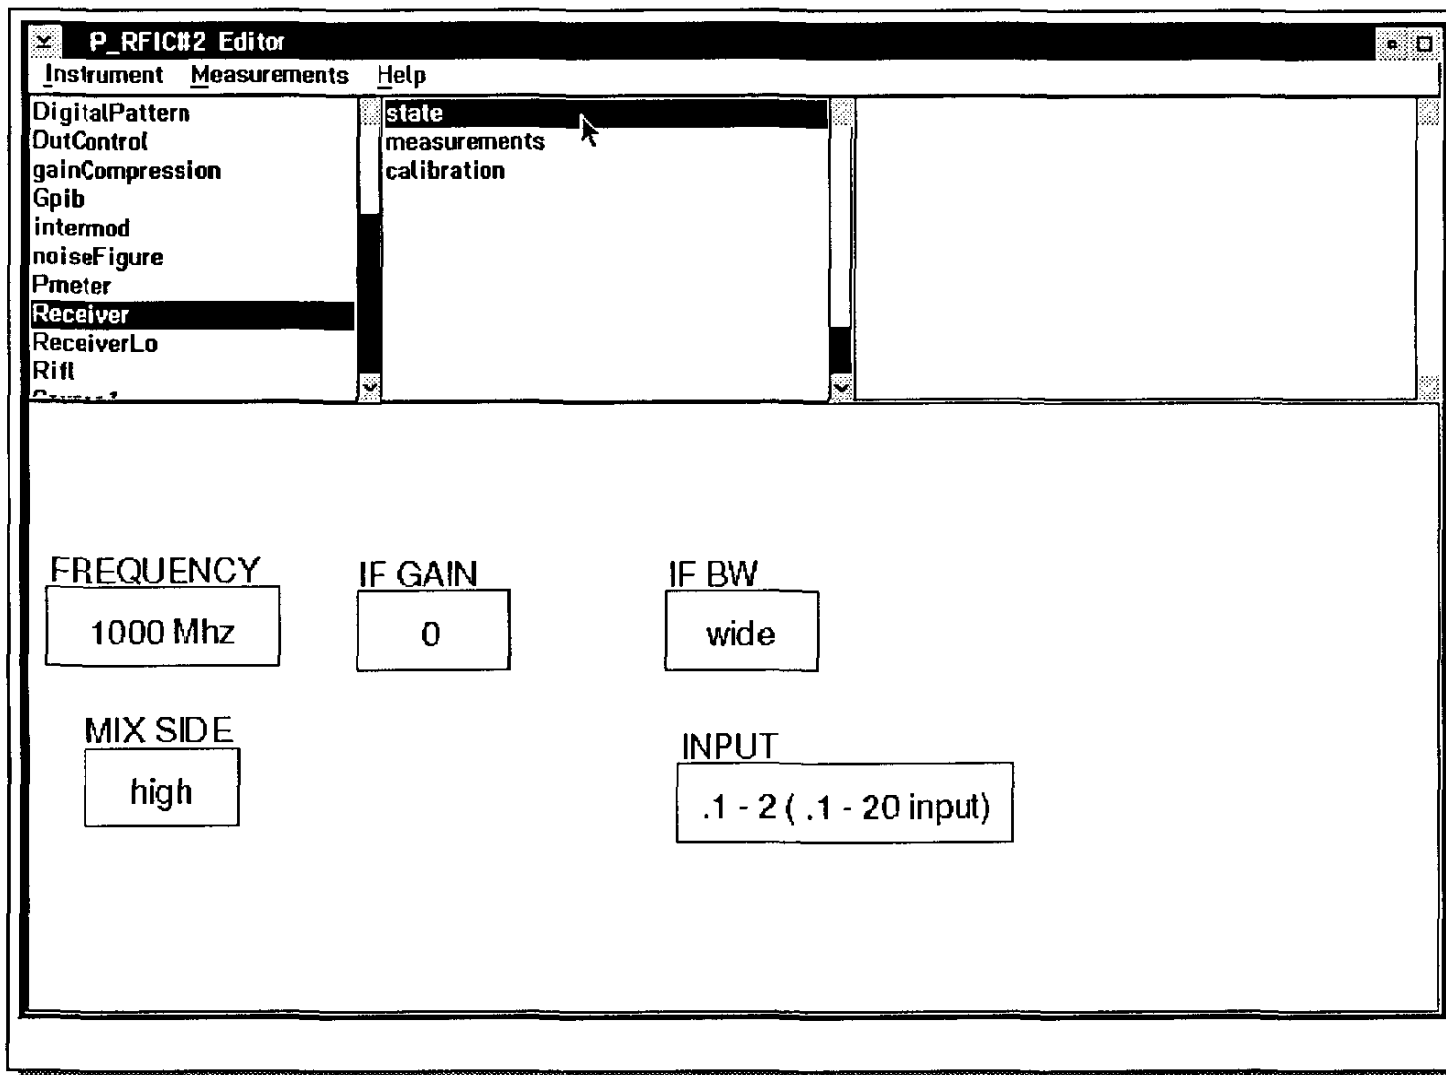 P_RFIC#2 Editor
Instrument Measurements Help
DigitalPattern
DutControl
gainCompression
Gpib
intermod
noiseFigure
Pmeter
Receiver
ReceiverLo
Rifl
state
measurements
calibration
FREQUENCY
1000 Mhz
IF GAIN
0
IF BW
wide
MIX SIDE
high
INPUT
.1 - 2 ( .1 - 20 input)